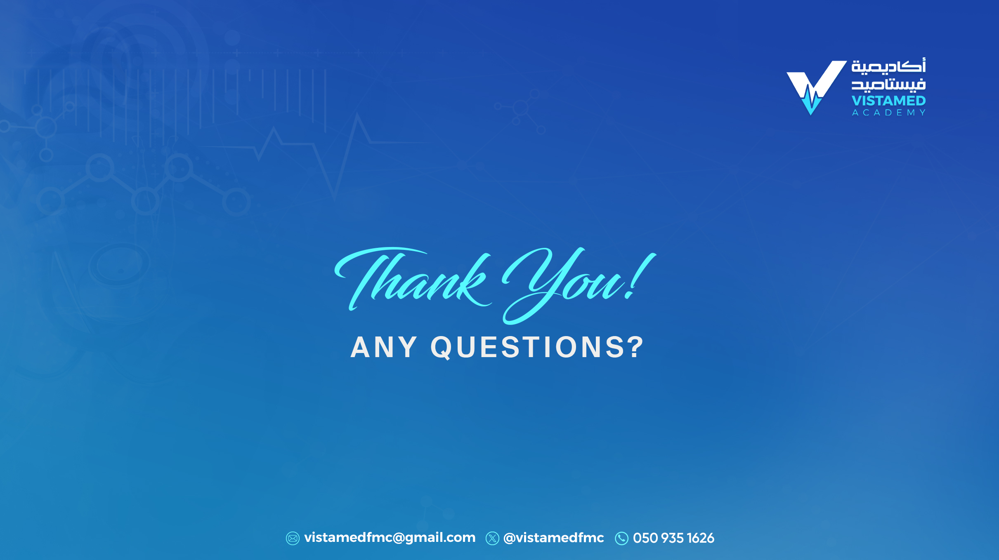 أكاديمية
فيستاميد
VISTAMED
ACADEMY
Thank You!
ANY QUESTIONS?
vistamedfmc@gmail.com @vistamedfmc 050 935 1626